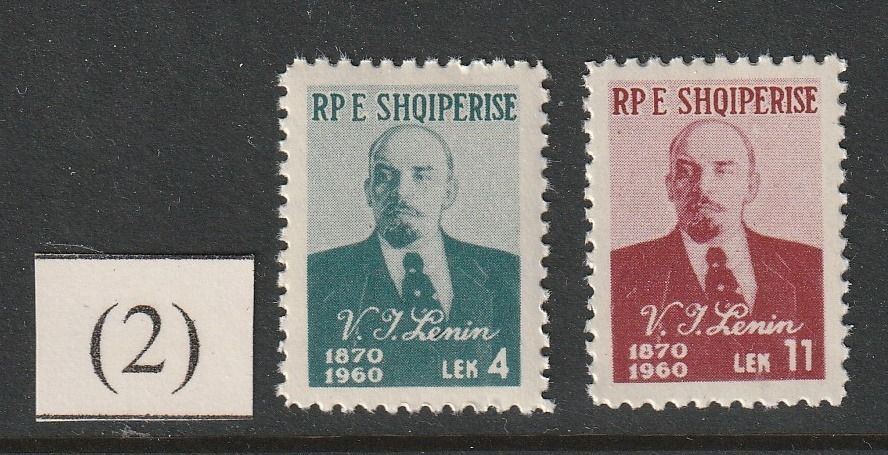 (2)
RP E SHQIPERISE
V. J. Lenin
1870
1960
LEK 4
RP E SHQIPERISE
V. J. Lenin
1870
1960
LEK 11